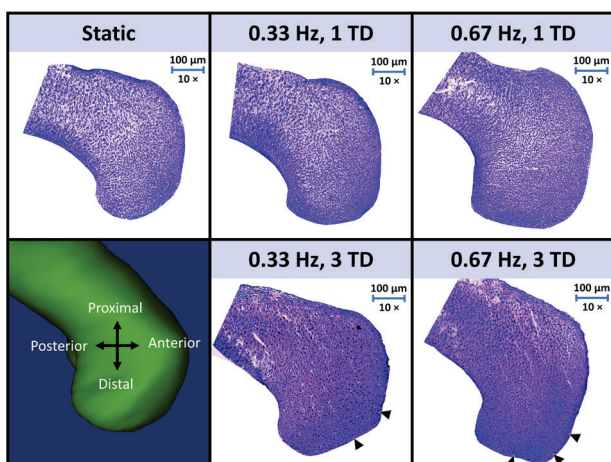 Static
100 µm
10 ×
0.33 Hz, 1 TD
100 µm
10 ×
0.67 Hz, 1 TD
100 µm
10 ×
Proximal
Posterior
Anterior
Distal
0.33 Hz, 3 TD
100 µm
10 ×
0.67 Hz, 3 TD
100 µm
10 ×